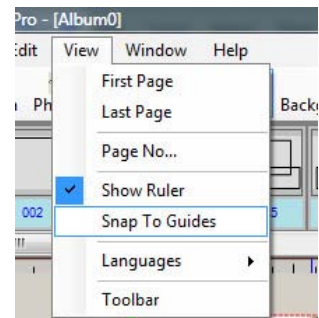 Pro - [Album0]
Edit View Window Help
First Page
Ph Last Page Back
Page No...
Show Ruler
002 Snap To Guides 5
Languages
Toolbar